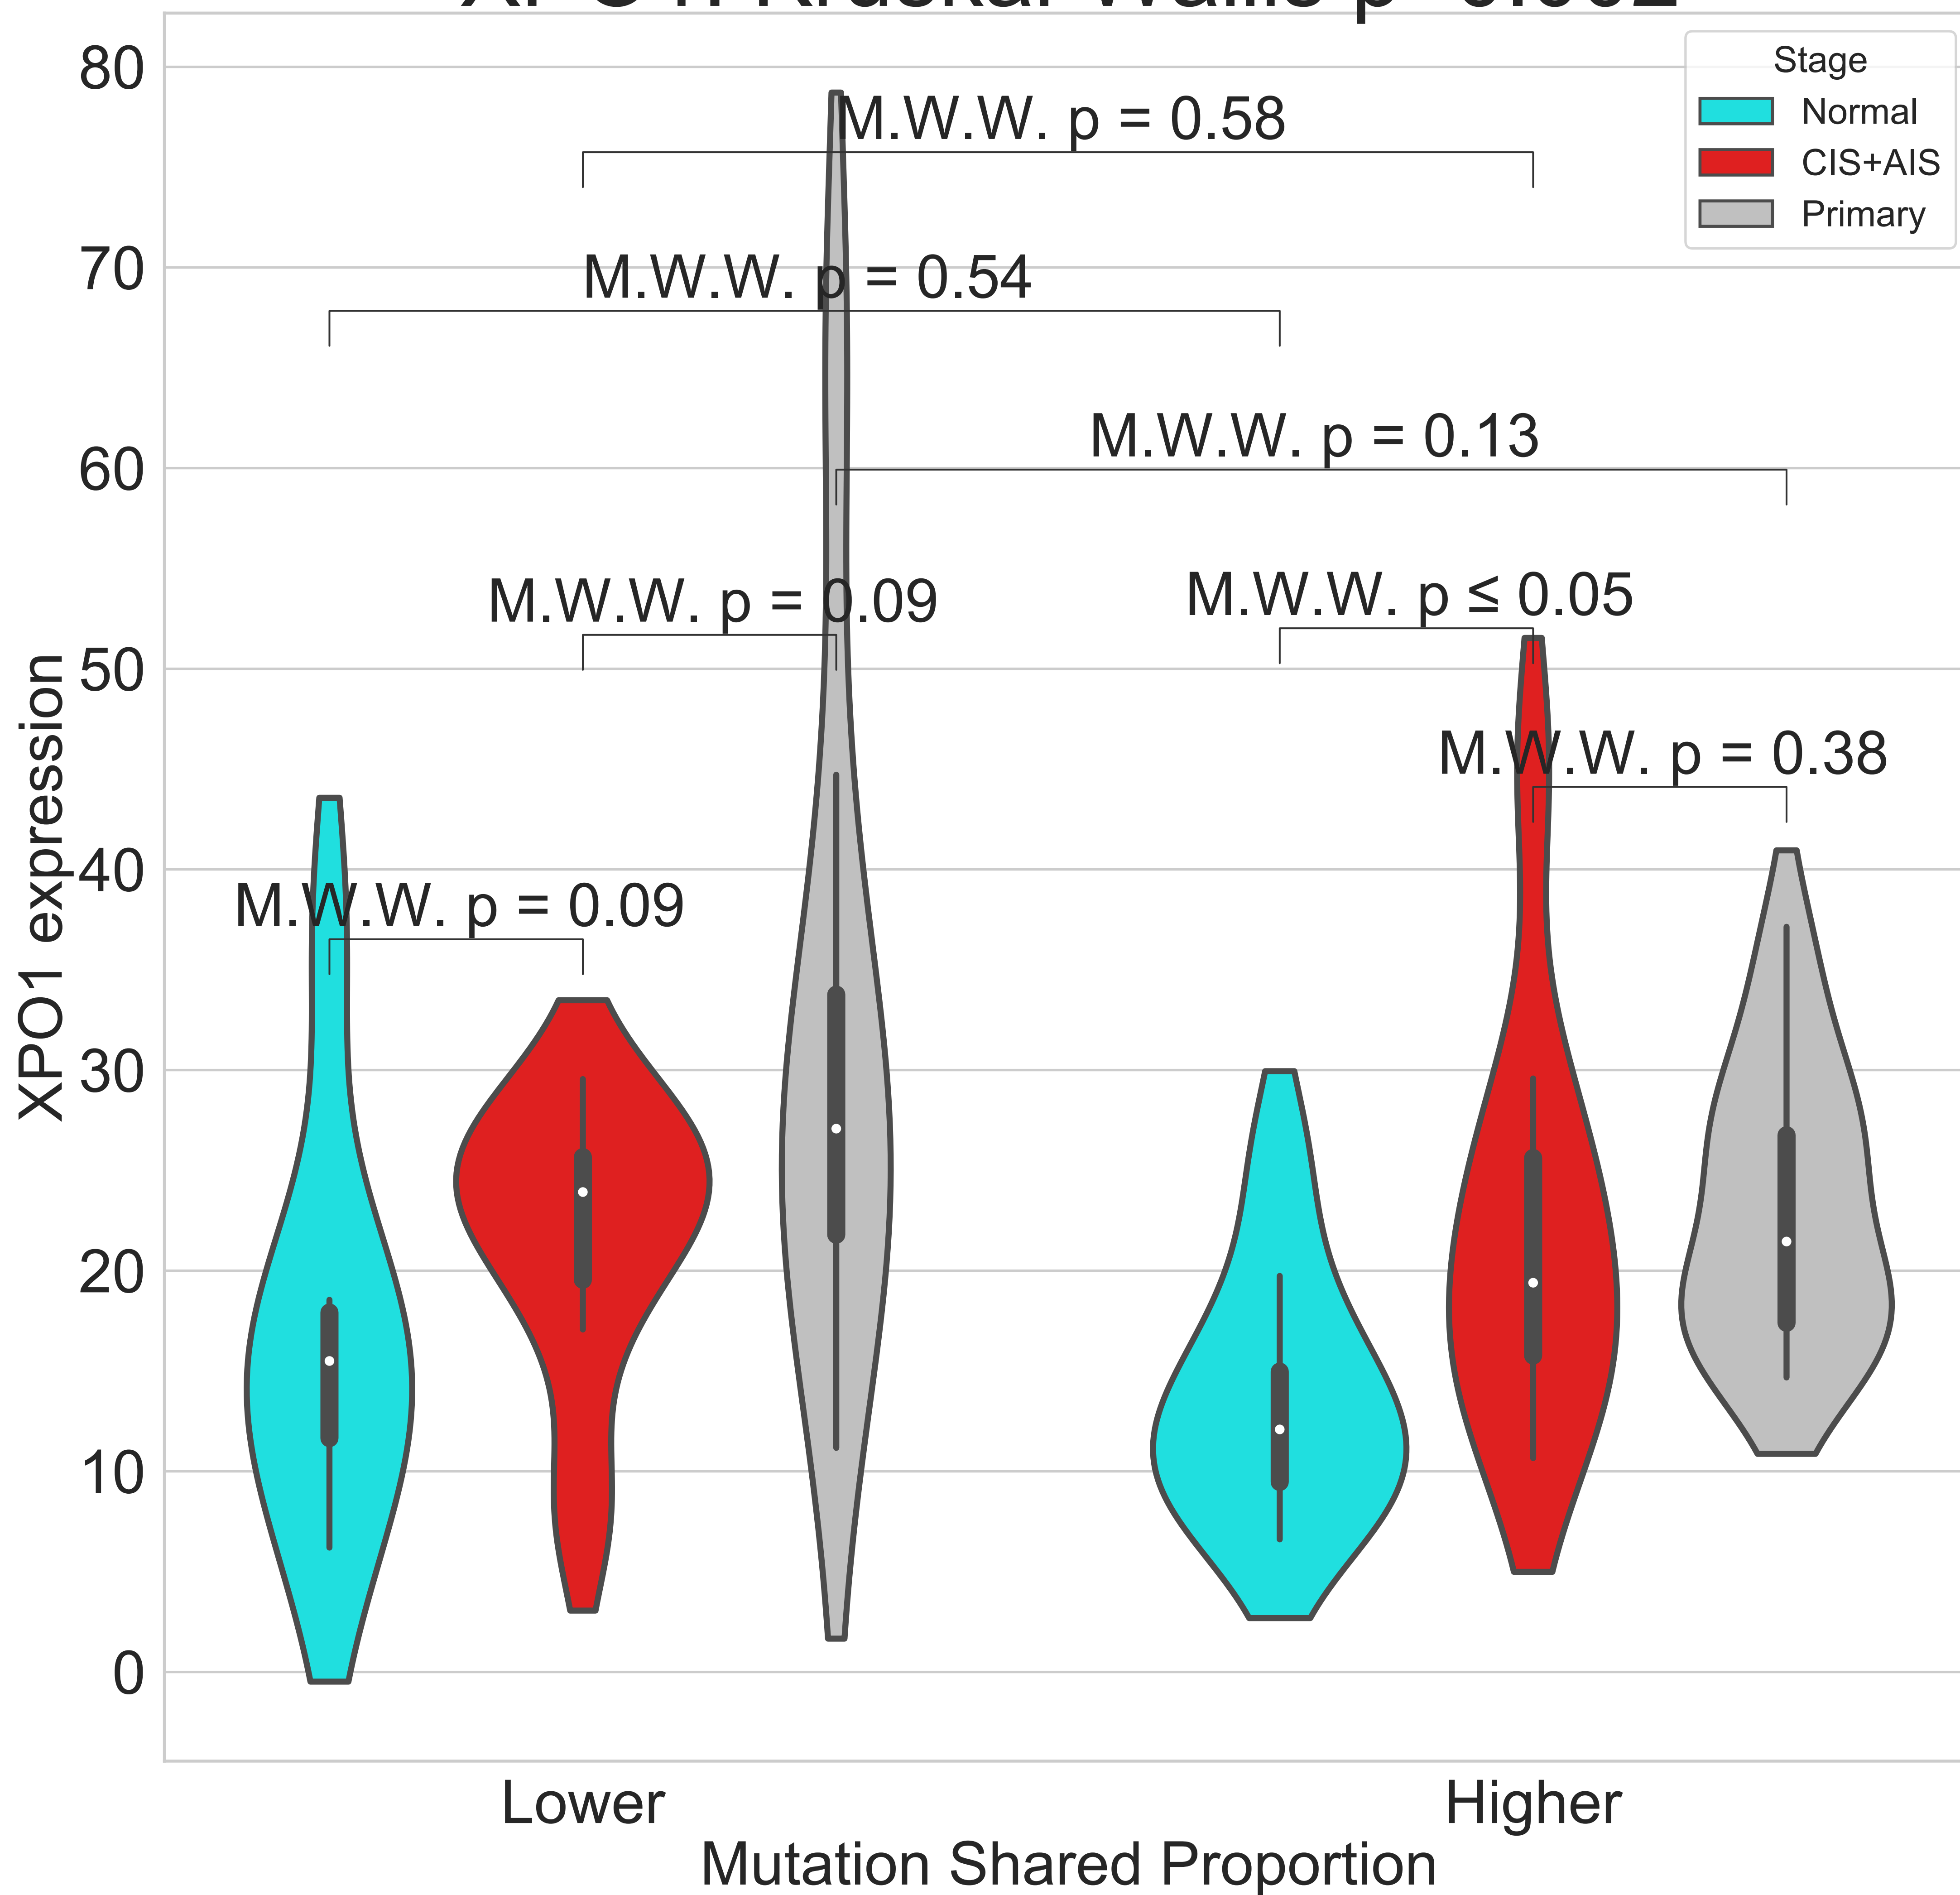 80
70
60
50
40
30
20
10
0
XPO1 expression
Stage
Normal
CIS+AIS
Primary
M.W.W. p = 0.58
M.W.W. p = 0.54
M.W.W. p = 0.13
M.W.W. p = 0.09
M.W.W. p ≤ 0.05
M.W.W. p = 0.38
M.W.W. p = 0.09
Lower
Higher
Mutation Shared Proportion